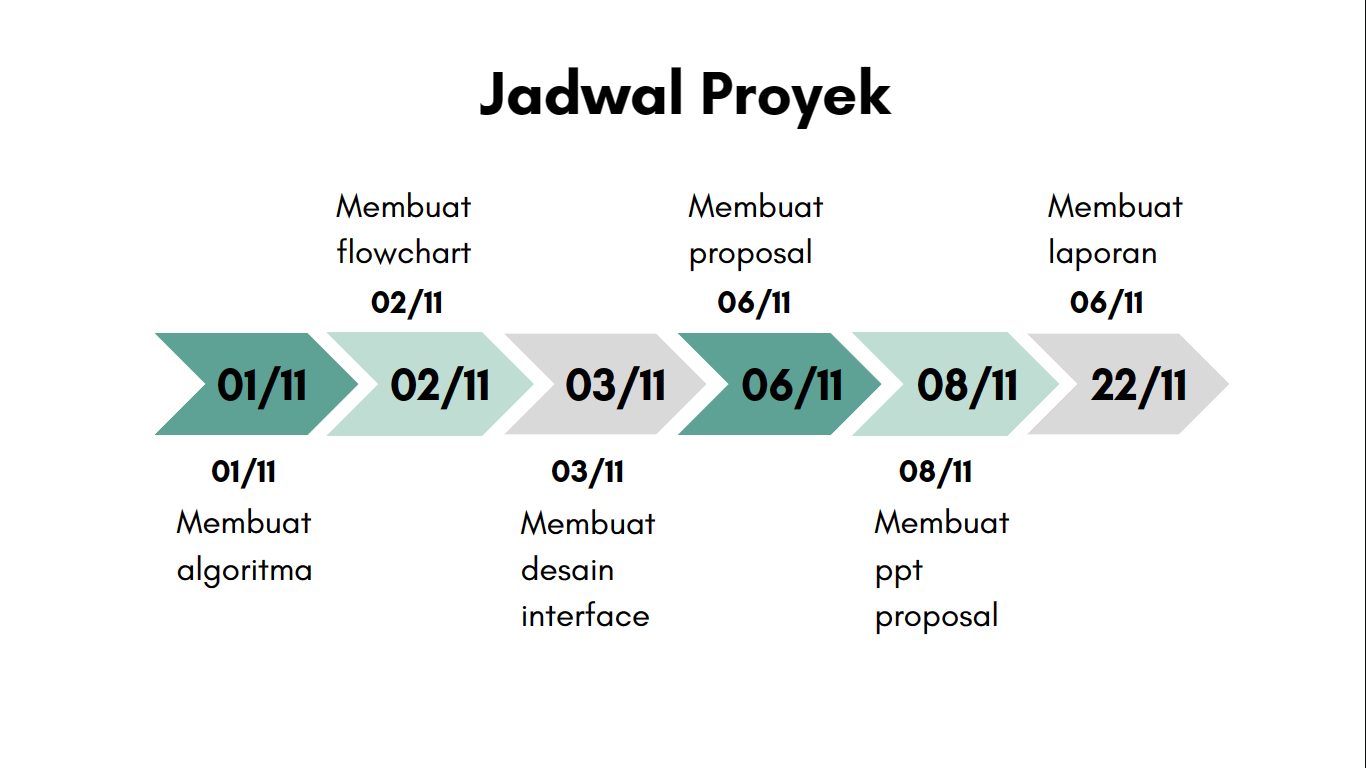 Jadwal Proyek
Membuat
flowchart
02/11
Membuat
proposal
06/11
Membuat
laporan
06/11
01/11
02/11
03/11
06/11
08/11
22/11
01/11
Membuat
algoritma
03/11
Membuat
desain
interface
08/11
Membuat
ppt
proposal